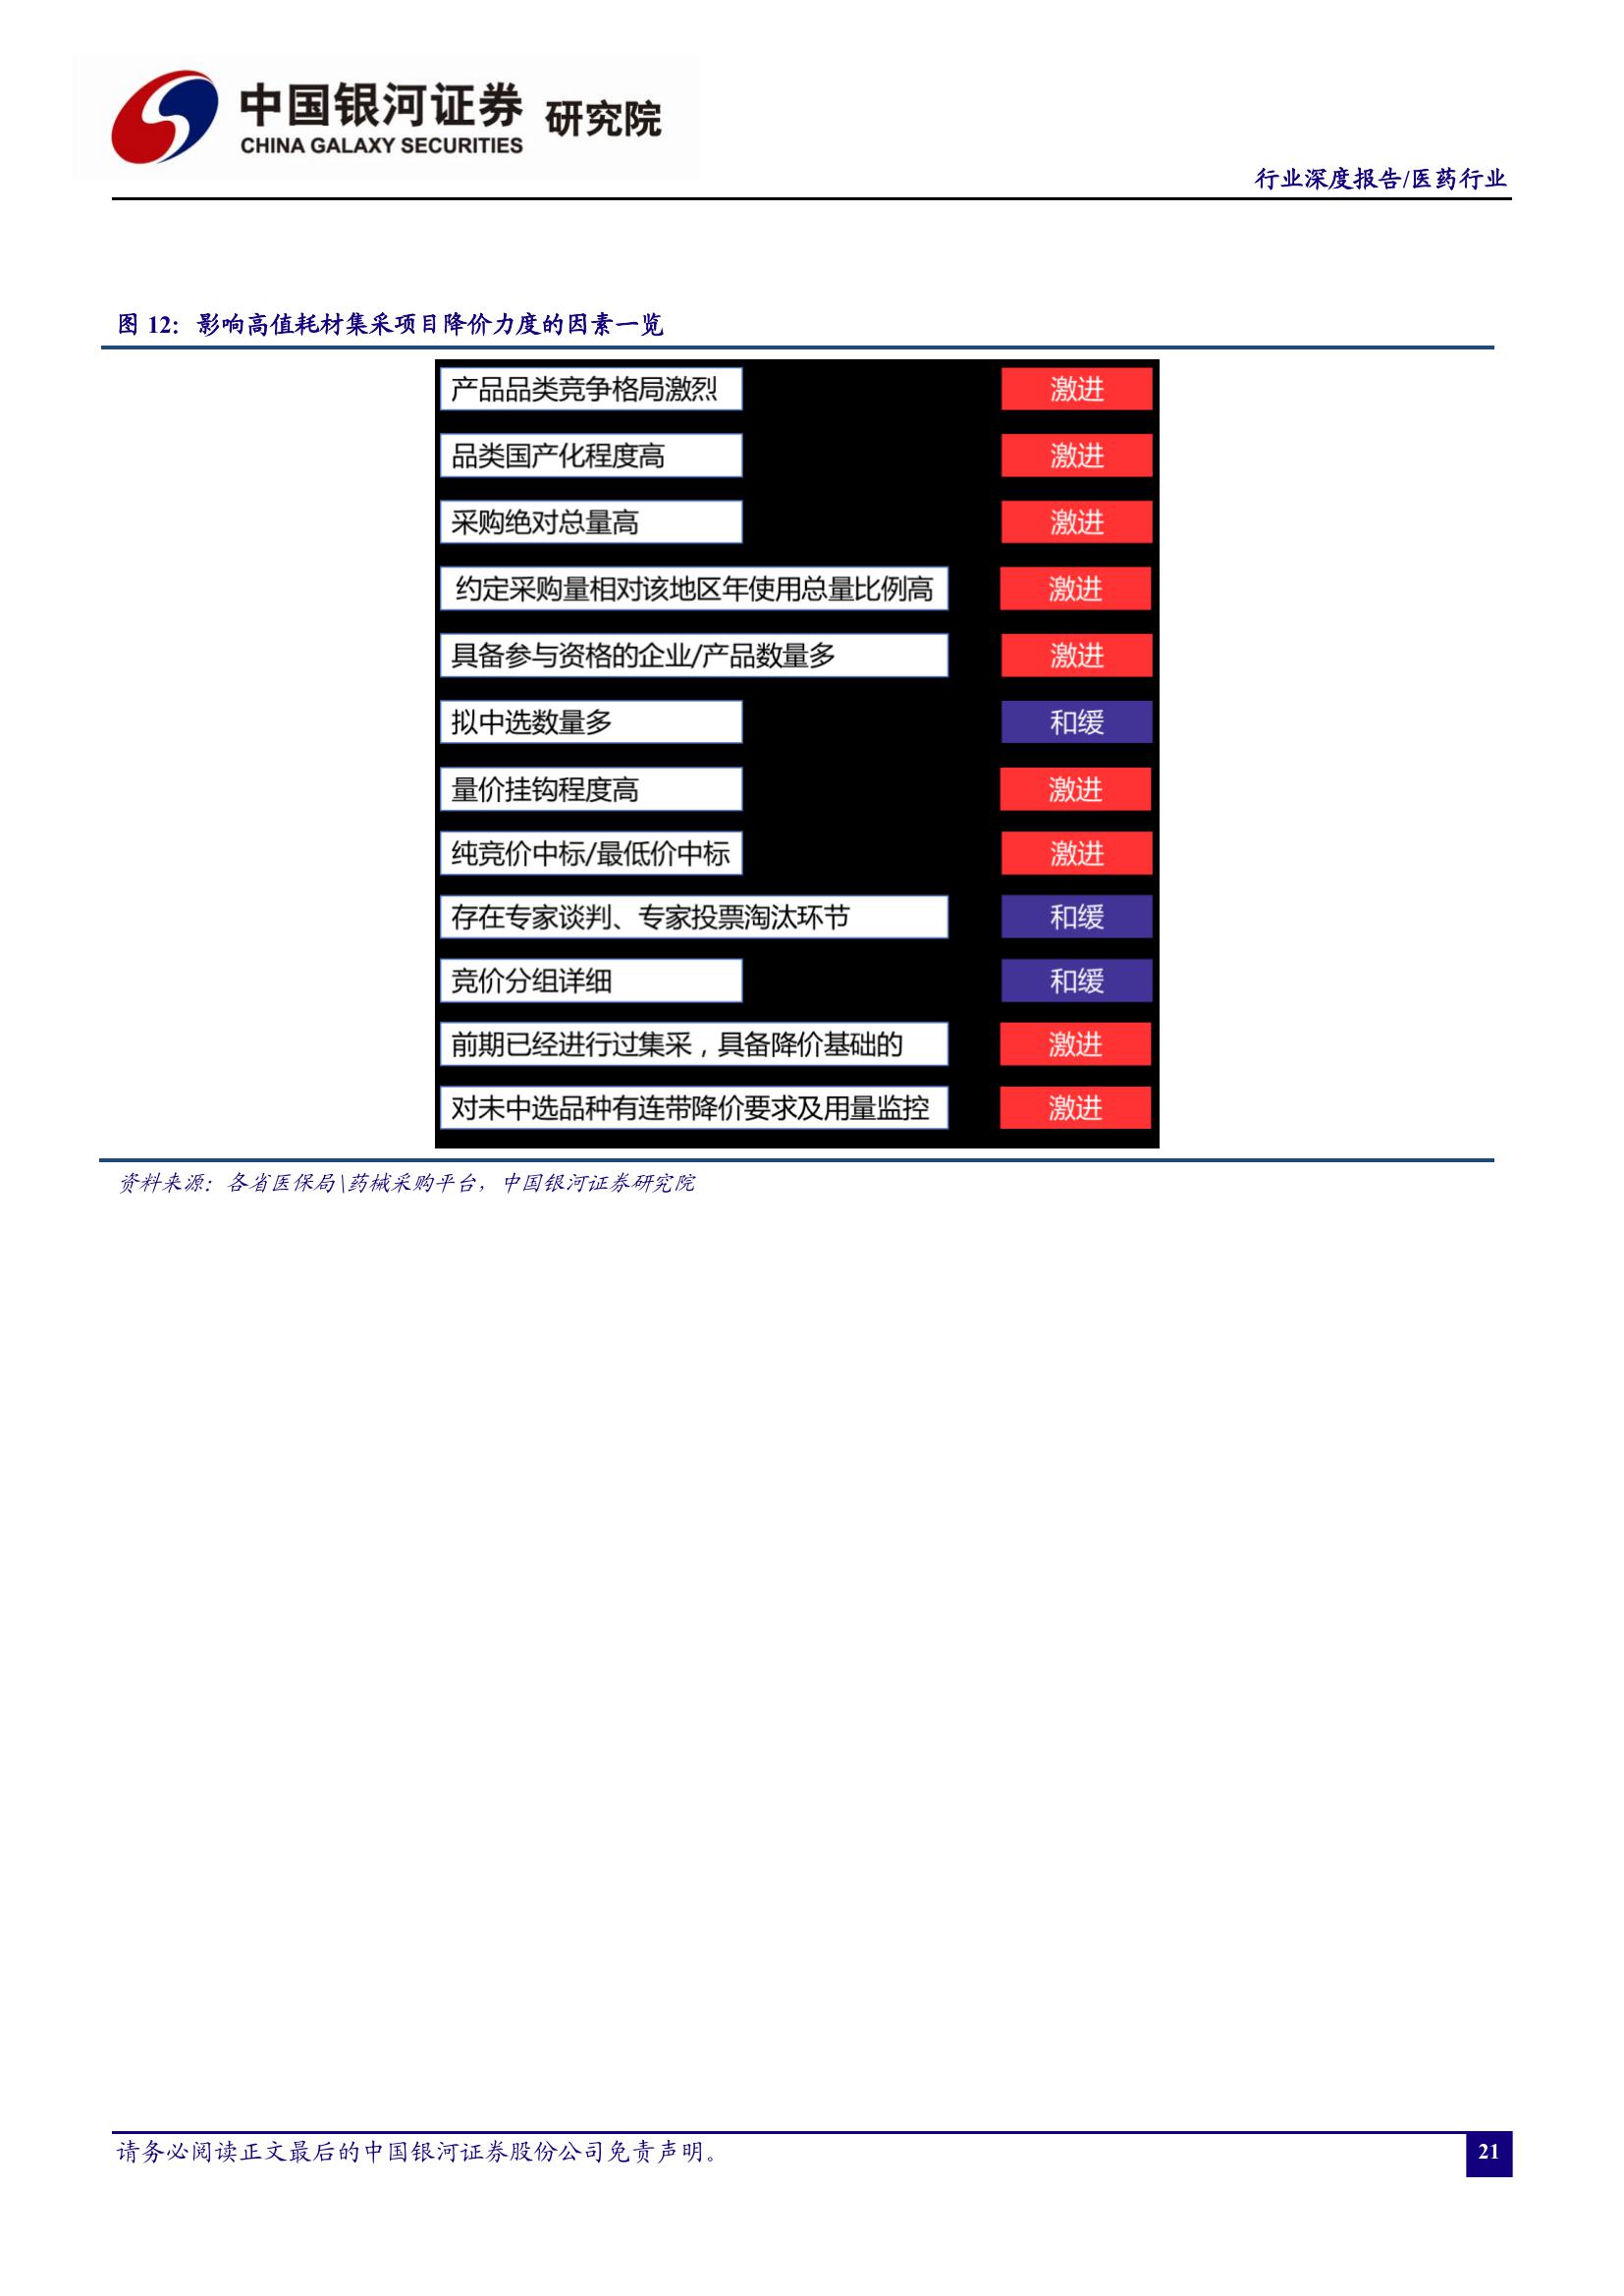 中国银河证券 研究院
CHINA GALAXY SECURITIES
行业深度报告/医药行业
图 12：影响高值耗材集采项目降价力度的因素一览
产品品类竞争格局激烈 激进
品类国产化程度高 激进
采购绝对总量高 激进
约定采购量相对该地区年使用总量比例高 激进
具备参与资格的企业/产品数量多 激进
拟中选数量多 和缓
量价挂钩程度高 激进
纯竞价中标/最低价中标 激进
存在专家谈判、专家投票淘汰环节 和缓
竞价分组详细 和缓
前期已经进行过集采，具备降价基础的 激进
对未中选品种有连带降价要求及用量监控 激进
资料来源：各省医保局\药械采购平台，中国银河证券研究院
请务必阅读正文最后的中国银河证券股份公司免责声明。
21